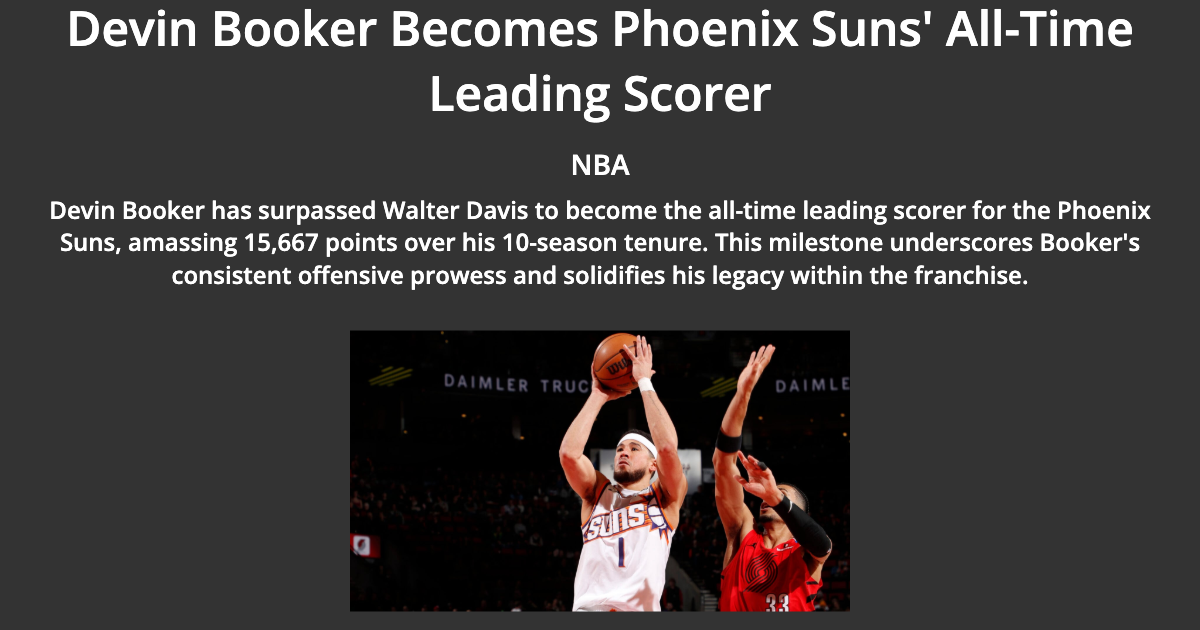 Devin Booker Becomes Phoenix Suns' All-Time
Leading Scorer
NBA
Devin Booker has surpassed Walter Davis to become the all-time leading scorer for the Phoenix
Suns, amassing 15,667 points over his 10-season tenure. This milestone underscores Booker's
consistent offensive prowess and solidifies his legacy within the franchise.
DAIMLER TRUC
DAIMLE
SUNS
1
33